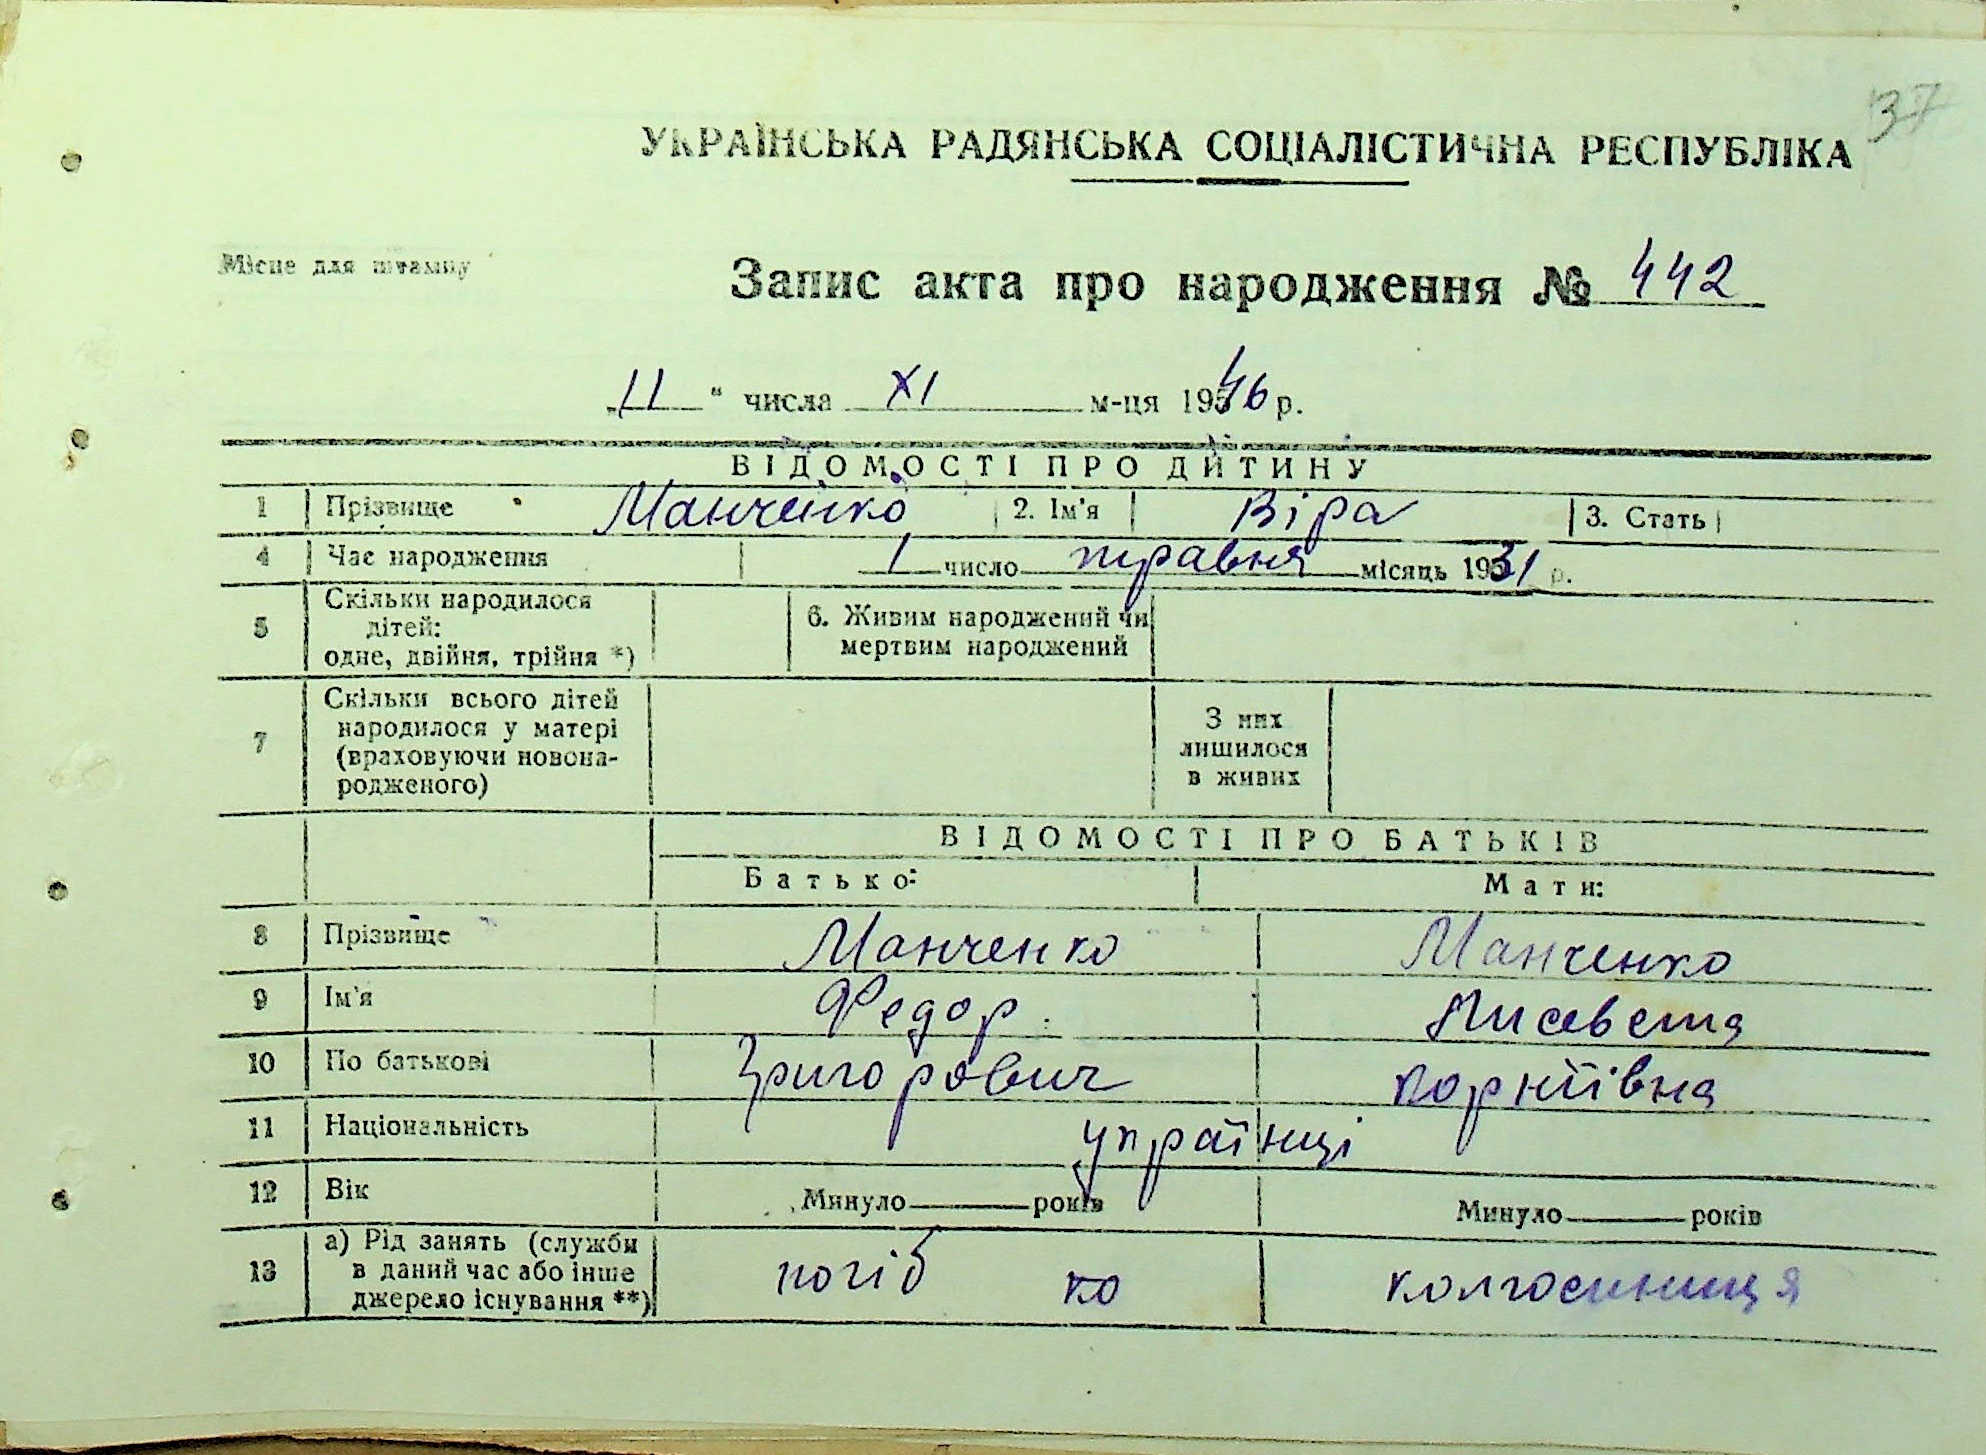 37
УКРАЇНСЬКА РАДЯНСЬКА СОЦІАЛІСТИЧНА РЕСПУБЛІКА
Місце для штампу
Запис акта про народження № 442
„11“ числа XI м-ця 1946 р.
ВІДОМОСТІ ПРО ДИТИНУ
1 Прізвище Манченко 2. Ім'я Віра 3. Стать
4 Час народження 1 число травня місяць 1931 р.
5 Скільки народилося дітей: одне, двійня, трійня *) 6. Живим народжений чи мертвим народжений
7 Скільки всього дітей народилося у матері (враховуючи новонародженого) З них лишилося в живих
ВІДОМОСТІ ПРО БАТЬКІВ
Батько: Мати:
8 Прізвище Манченко Манченко
9 Ім'я Федор Лисавета
10 По батькові Григорович Корніївна
11 Національність українці
12 Вік Минуло років Минуло років
13 а) Рід занять (служби в даний час або інше джерело існування **) погіб ко колгоспниця